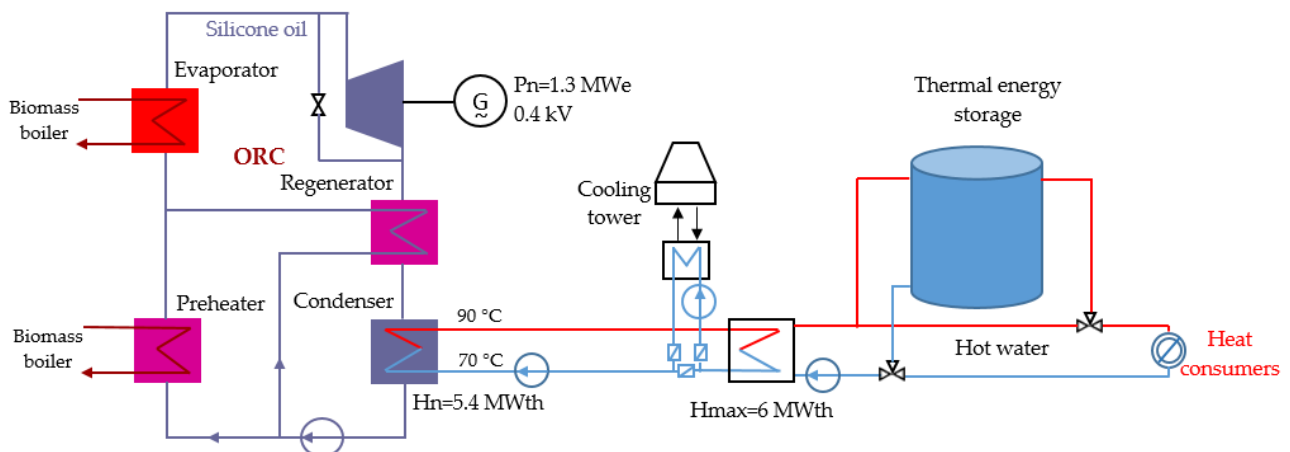 Silicone oil
Evaporator
Biomass
boiler
Pn=1.3 MWe
0.4 kV
G
~
ORC
Regenerator
Thermal energy
storage
Cooling
tower
Preheater
Condenser
Biomass
boiler
90 °C
70 °C
Hn=5.4 MWth
Hmax=6 MWth
Hot water
Heat
consumers